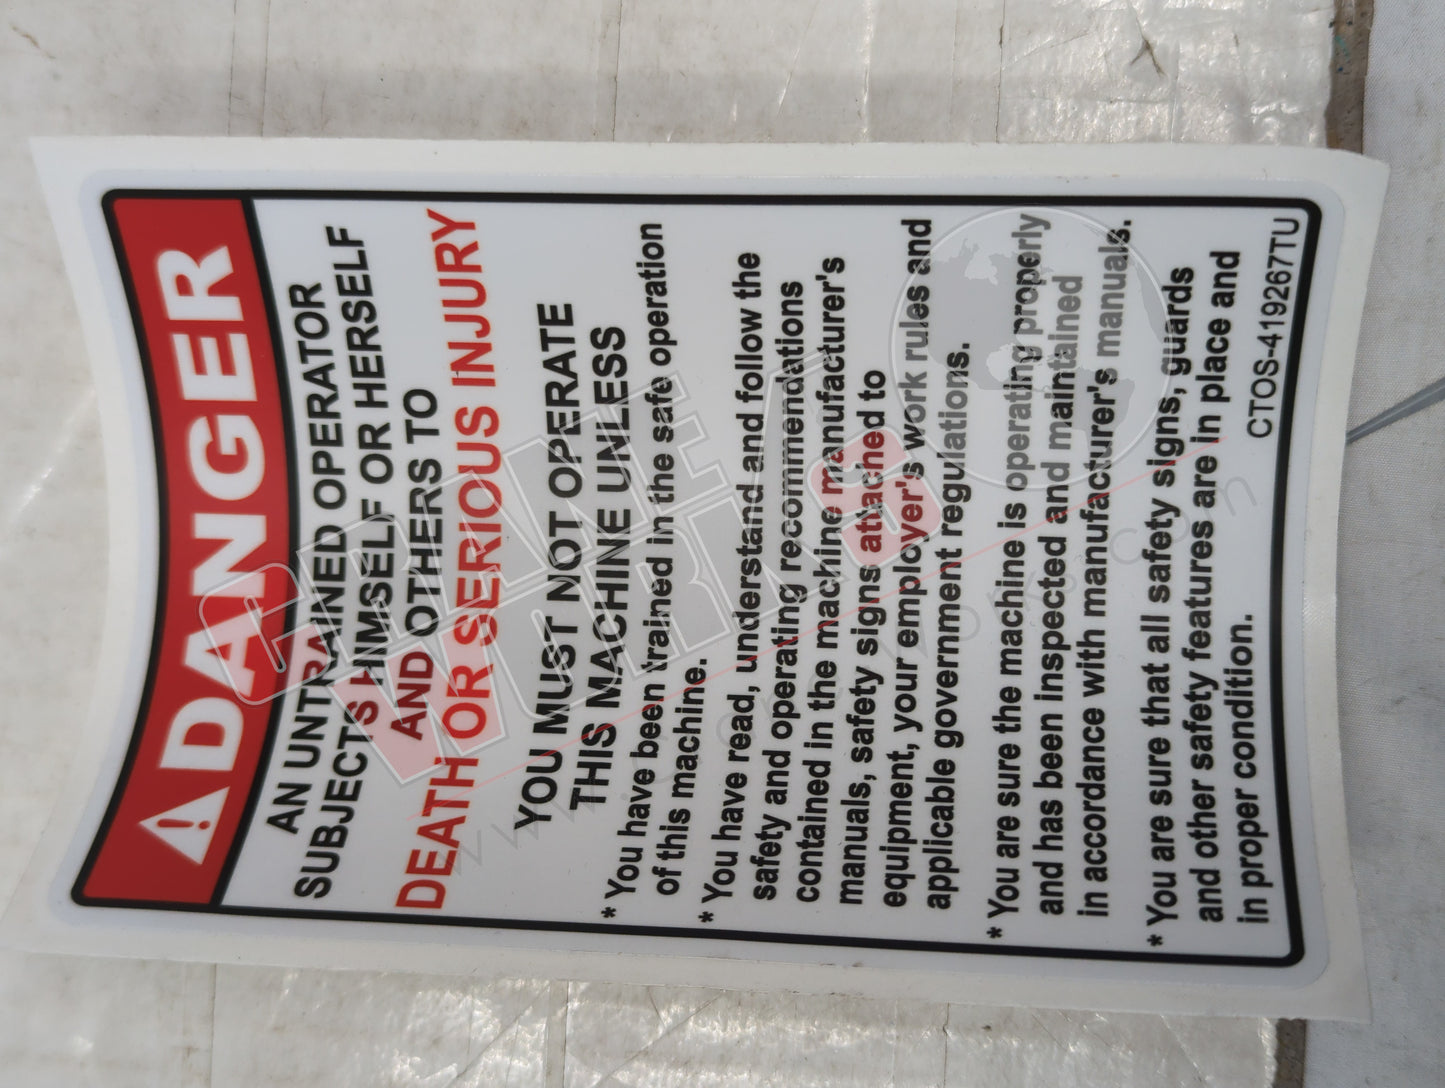 DANGER
AN UNTRAINED OPERATOR
SUBJECTS HIMSELF OR HERSELF
AND OTHERS TO
DEATH OR SERIOUS INJURY
YOU MUST NOT OPERATE
THIS MACHINE UNLESS
* You have been trained in the safe operation
of this machine.
* You have read, understand and follow the
safety and operating recommendations
contained in the machine manufacturer's
manuals, safety signs attached to
equipment, your employer's work rules and
applicable government regulations.
* You are sure the machine is operating properly
and has been inspected and maintained
in accordance with manufacturer's manuals.
* You are sure that all safety signs, guards
and other safety features are in place and
in proper condition.
CTOS-419267TU
CRANE
WORKS
www.icraneworks.com